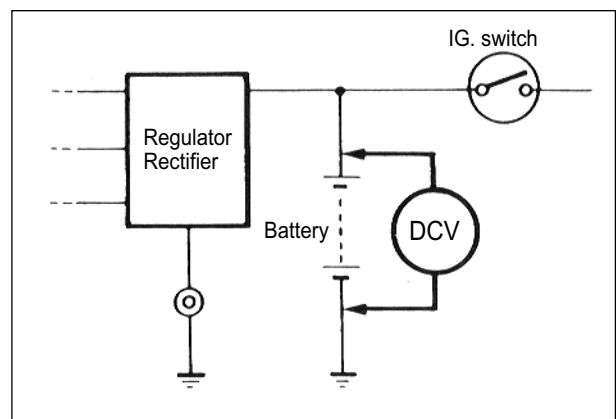 IG. switch
Regulator
Rectifier
Battery
DCV